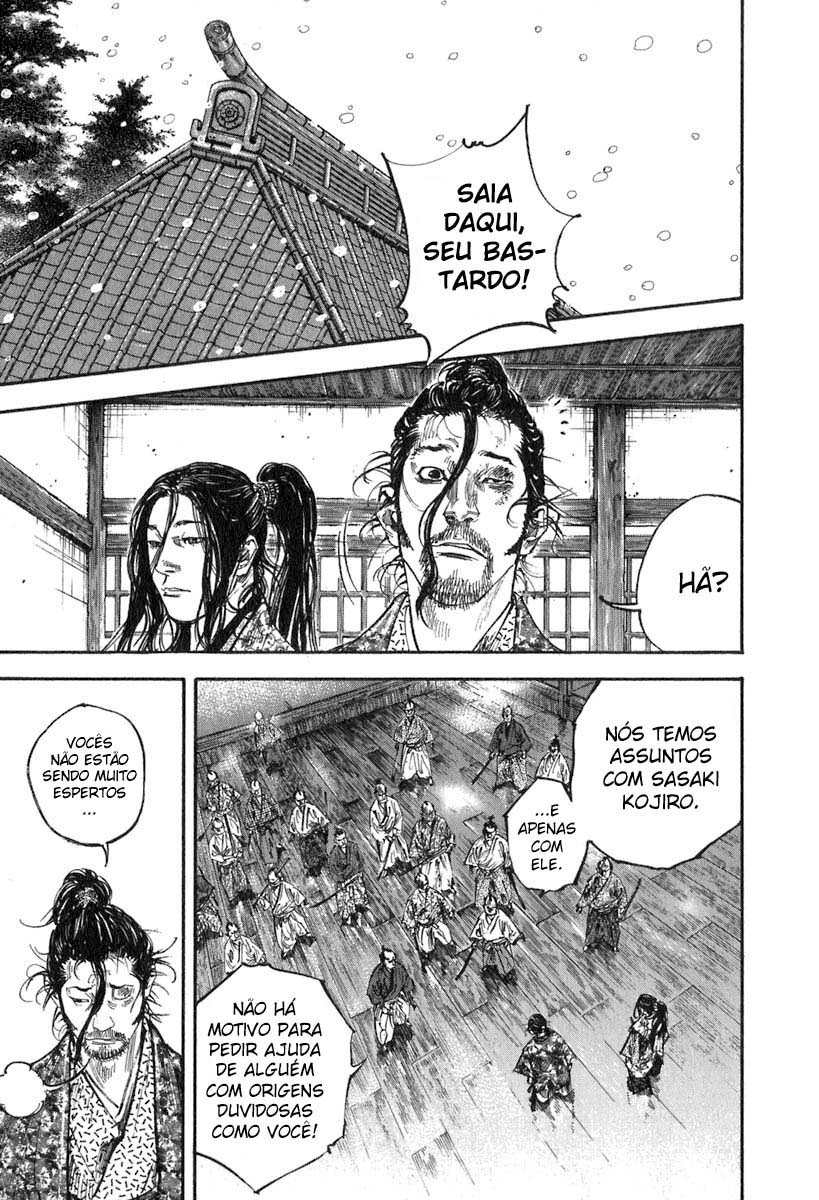 SAIA
DAQUI,
SEU BAS-
TARDO!
HÃ?
NÓS TEMOS
ASSUNTOS
COM SASAKI
KOJIRO.
...E
APENAS
COM
ELE.
NÃO HÁ
MOTIVO PARA
PEDIR AJUDA
DE ALGUÉM
COM ORIGENS
DUVIDOSAS
COMO VOCÊ!
VOCÊS
NÃO ESTÃO
SENDO MUITO
ESPERTOS
...